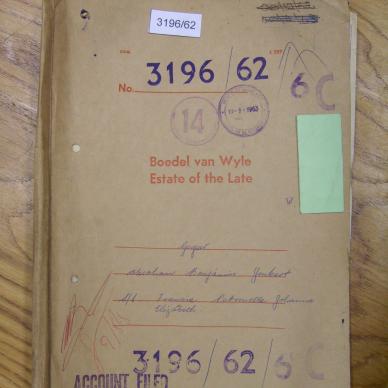 3196/62
No. 3196/62
6C
14
Boedel van Wyle
Estate of the Late
Abraham Benjamin Joubert
Petronella Johanna
Elizabeth
3196/62/6C
ACCOUNT FILED